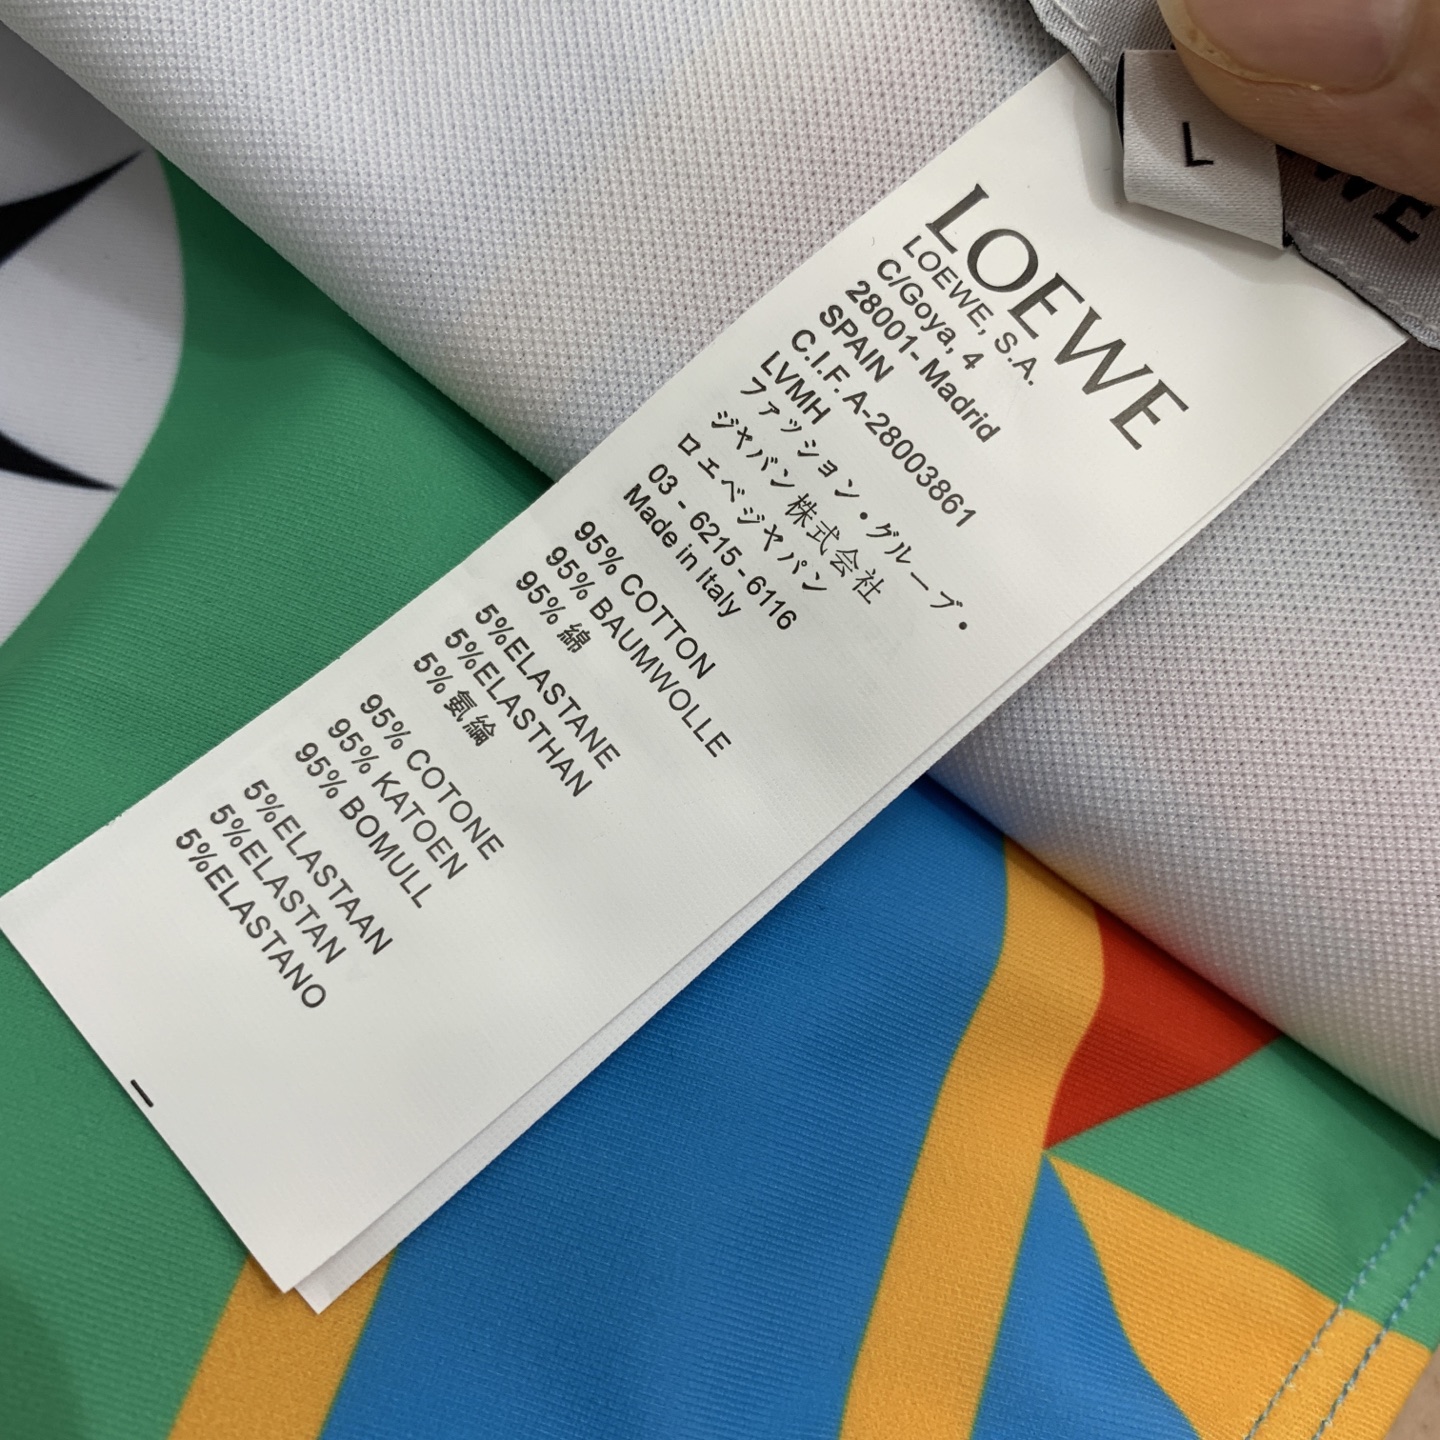 L
WE
LOEWE
LOEWE, S.A.
C/Goya, 4
28001- Madrid
SPAIN
C.I.F. A-28003861
LVMH
ファッション・グループ・
ジャパン株式会社
ロエベジャパン
03 - 6215 - 6116
Made in Italy
95% COTTON
95% BAUMWOLLE
95% 綿
5%ELASTANE
5%ELASTHAN
5% 氨綸
95% COTONE
95% KATOEN
95% BOMULL
5%ELASTAAN
5%ELASTAN
5%ELASTANO